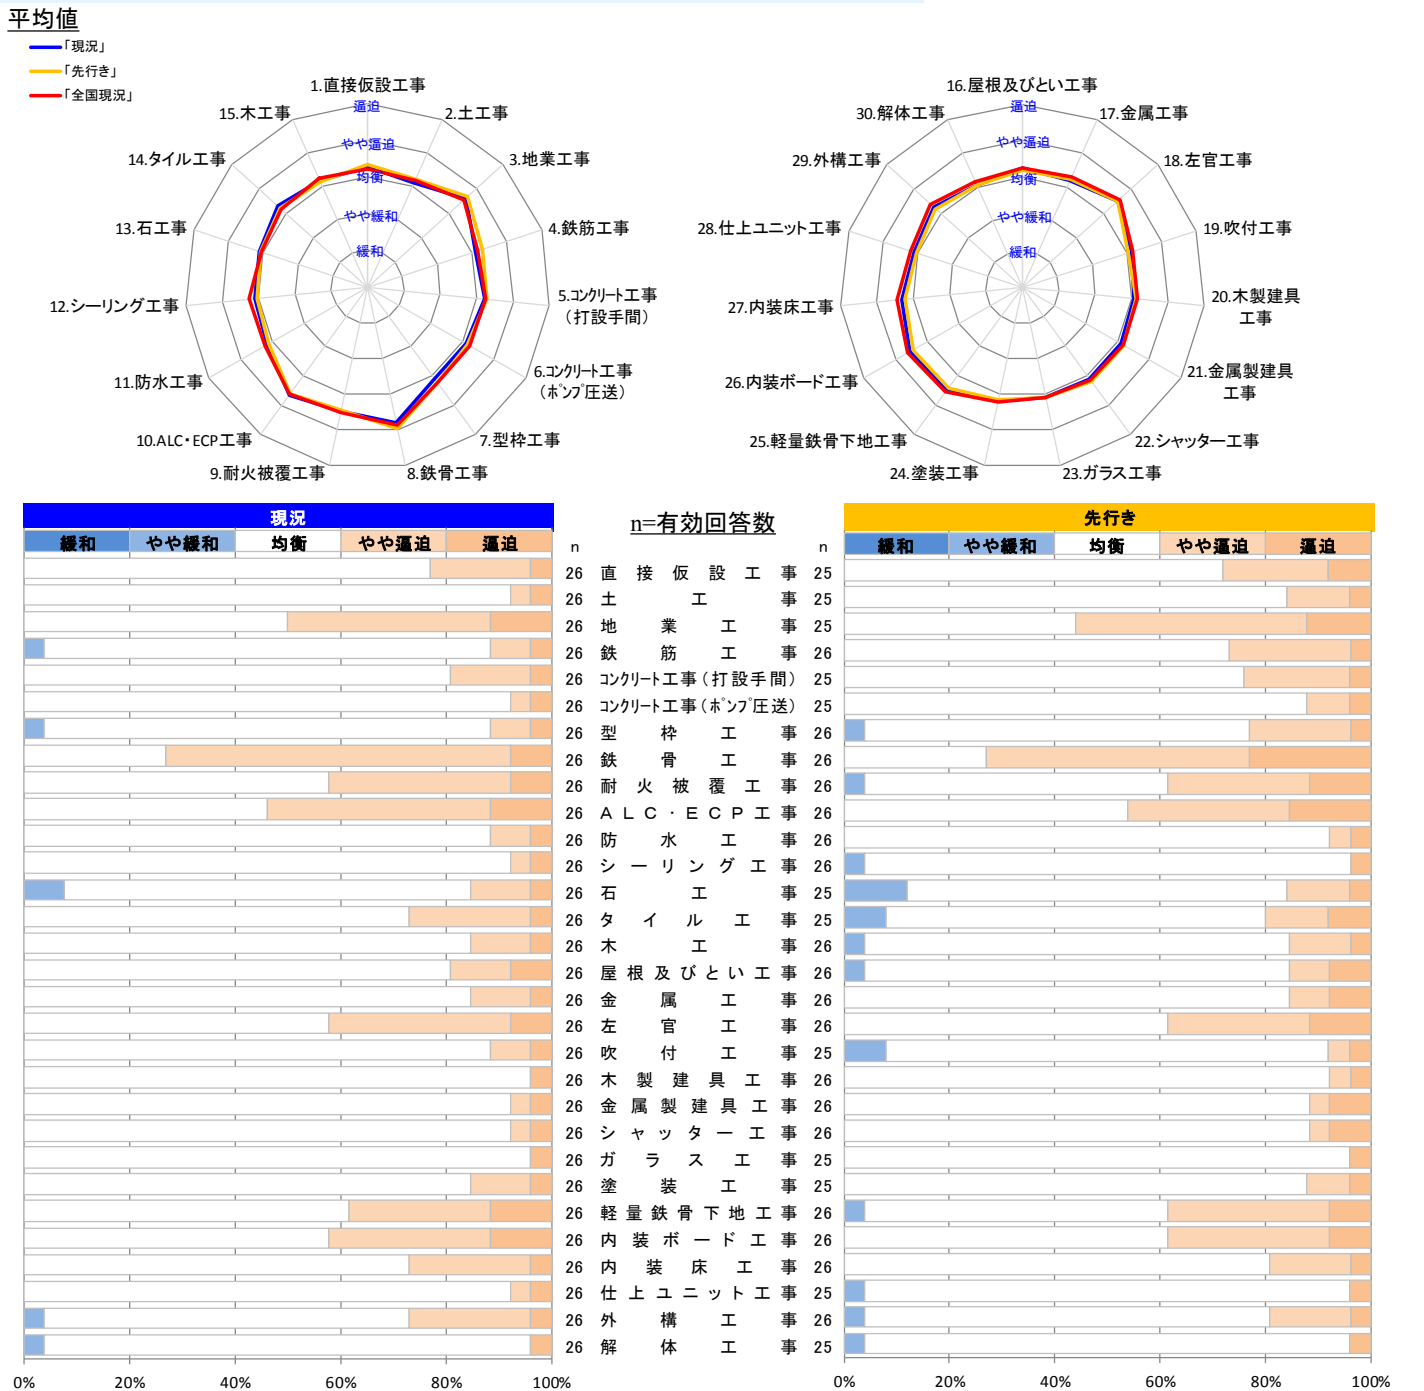 平均値
「現況」
「先行き」
「全国現況」
1.直接仮設工事
2.土工事
3.地業工事
4.鉄筋工事
5.ｺﾝｸﾘｰﾄ工事
（打設手間）
6.ｺﾝｸﾘｰﾄ工事
（ﾎﾟﾝﾌﾟ圧送）
7.型枠工事
8.鉄骨工事
9.耐火被覆工事
10.ALC・ECP工事
11.防水工事
12.シーリング工事
13.石工事
14.タイル工事
15.木工事
逼迫
やや逼迫
均衡
やや緩和
緩和
16.屋根及びとい工事
17.金属工事
18.左官工事
19.吹付工事
20.木製建具
工事
21.金属製建具
工事
22.シャッター工事
23.ガラス工事
24.塗装工事
25.軽量鉄骨下地工事
26.内装ボード工事
27.内装床工事
28.仕上ユニット工事
29.外構工事
30.解体工事
逼迫
やや逼迫
均衡
やや緩和
緩和
現況 n=有効回答数 先行き
緩和 やや緩和 均衡 やや逼迫 逼迫 n n 緩和 やや緩和 均衡 やや逼迫 逼迫
26 直接仮設工事 25
26 土工事 25
26 地業工事 25
26 鉄筋工事 26
26 ｺﾝｸﾘｰﾄ工事（打設手間） 25
26 ｺﾝｸﾘｰﾄ工事（ﾎﾟﾝﾌﾟ圧送） 25
26 型枠工事 26
26 鉄骨工事 26
26 耐火被覆工事 26
26 ＡＬＣ・ＥＣＰ工事 26
26 防水工事 26
26 シーリング工事 26
26 石工事 25
26 タイル工事 25
26 木工事 26
26 屋根及びとい工事 26
26 金属工事 26
26 左官工事 26
26 吹付工事 25
26 木製建具工事 26
26 金属製建具工事 26
26 シャッター工事 26
26 ガラス工事 25
26 塗装工事 25
26 軽量鉄骨下地工事 26
26 内装ボード工事 26
26 内装床工事 26
26 仕上ユニット工事 25
26 外構工事 26
26 解体工事 25
0% 20% 40% 60% 80% 100% 0% 20% 40% 60% 80% 100%